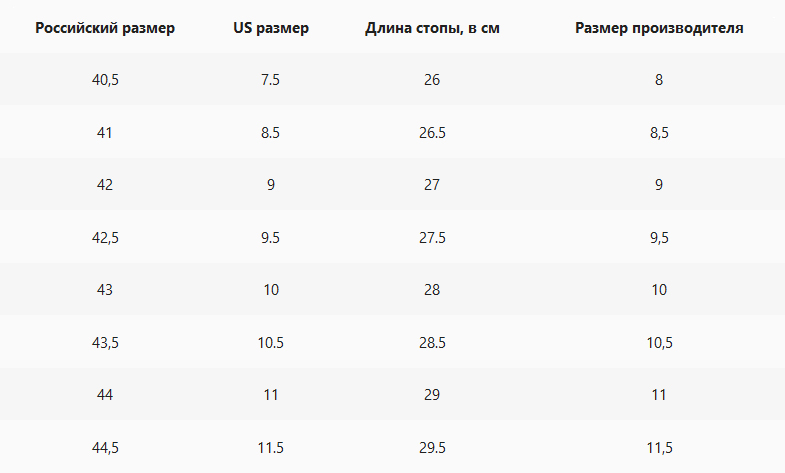 Российский размер US размер Длина стопы, в см Размер производителя
40,5 7.5 26 8
41 8.5 26.5 8,5
42 9 27 9
42,5 9.5 27.5 9,5
43 10 28 10
43,5 10.5 28.5 10,5
44 11 29 11
44,5 11.5 29.5 11,5